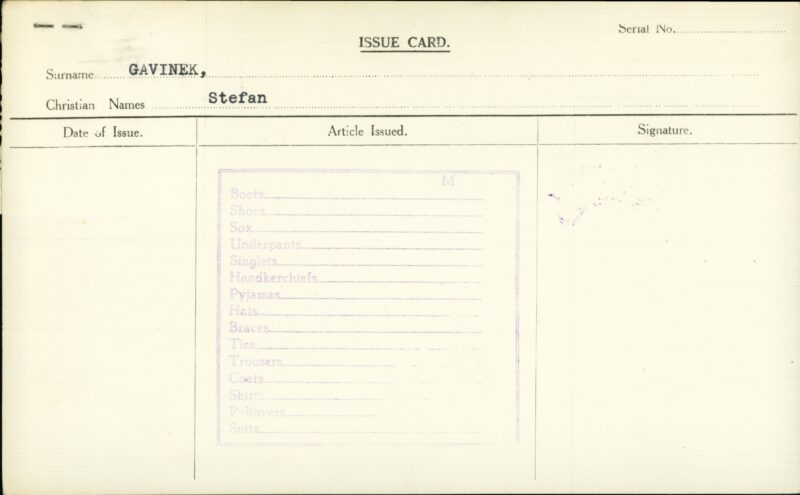 Serial No.
ISSUE CARD.
Surname GAVINEK,
Christian Names Stefan
Date of Issue. Article Issued. Signature.
M
Boots
Shoes
Sox
Underpants
Singlets
Handkerchiefs
Pyjamas
Hats
Braces
Ties
Trousers
Coats
Shirts
Pullovers
Suits